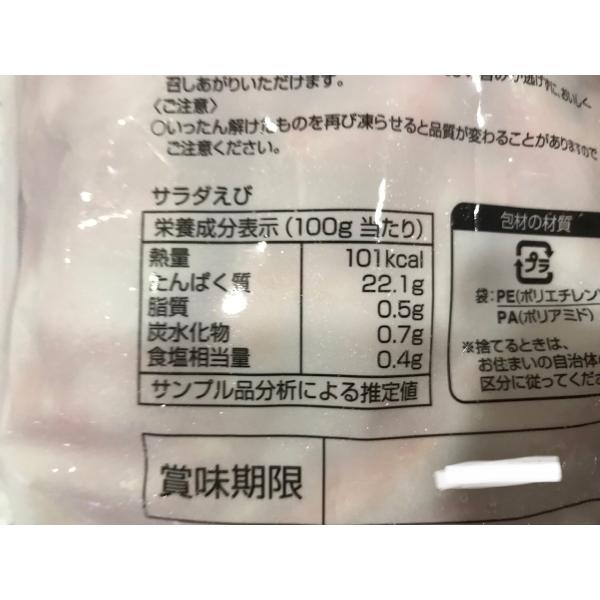 召しあがりいただけます。
〈ご注意〉
○いったん解けたものを再び凍らせると品質が変わることがありますので
ご注意ください。
サラダえび
栄養成分表示(100g 当たり)
熱量 101kcal
たんぱく質 22.1g
脂質 0.5g
炭水化物 0.7g
食塩相当量 0.4g
サンプル品分析による推定値
包材の材質
プラ
袋:PE(ポリエチレン)
PA(ポリアミド)
※捨てるときは、
お住まいの自治体の
区分に従ってくださ
賞味期限